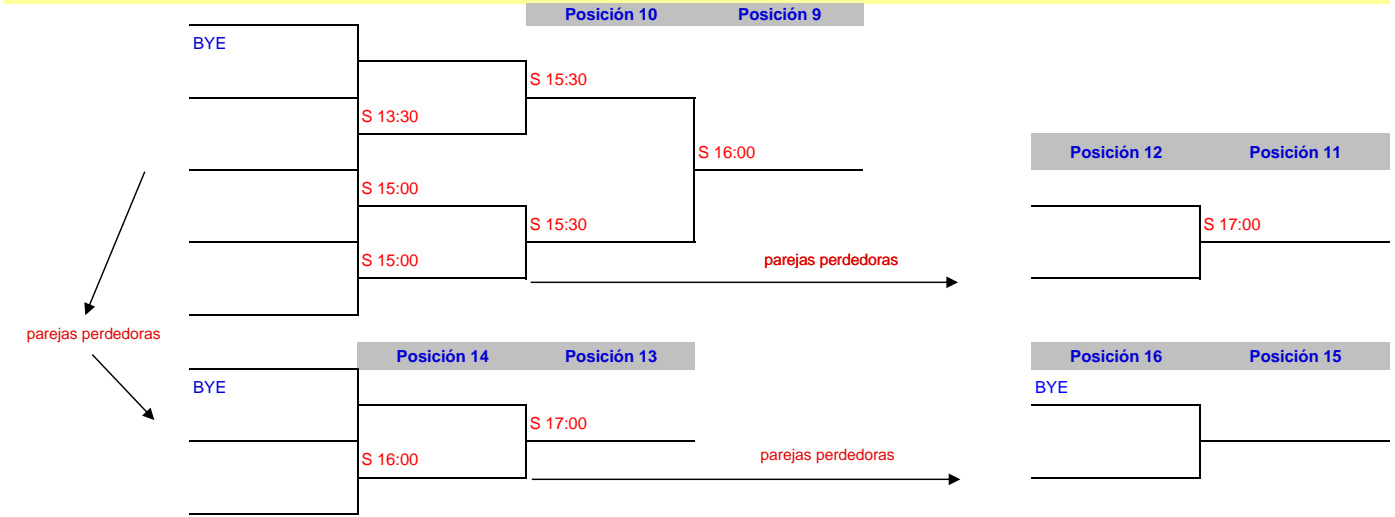 Posición 10 Posición 9
BYE
S 15:30
S 13:30
S 16:00
Posición 12 Posición 11
S 15:00
S 15:30
S 17:00
S 15:00
parejas perdedoras
parejas perdedoras
Posición 14 Posición 13
Posición 16 Posición 15
BYE
BYE
S 17:00
S 16:00
parejas perdedoras